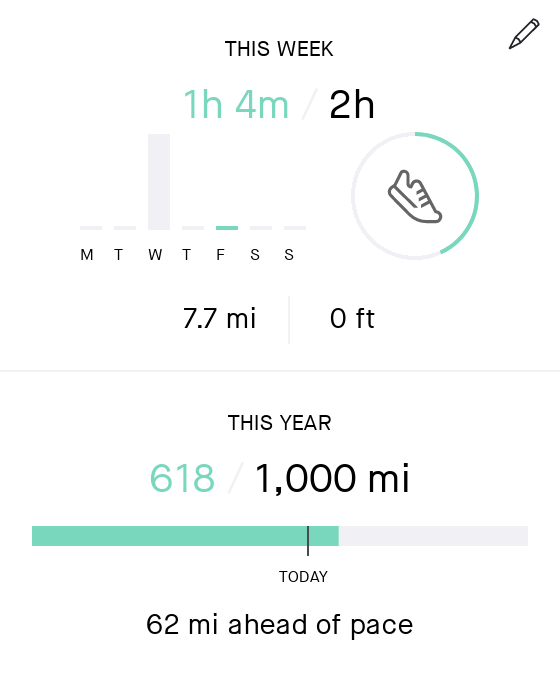 THIS WEEK
1h 4m / 2h
M T W T F S S
7.7 mi 0 ft
THIS YEAR
618 / 1,000 mi
TODAY
62 mi ahead of pace